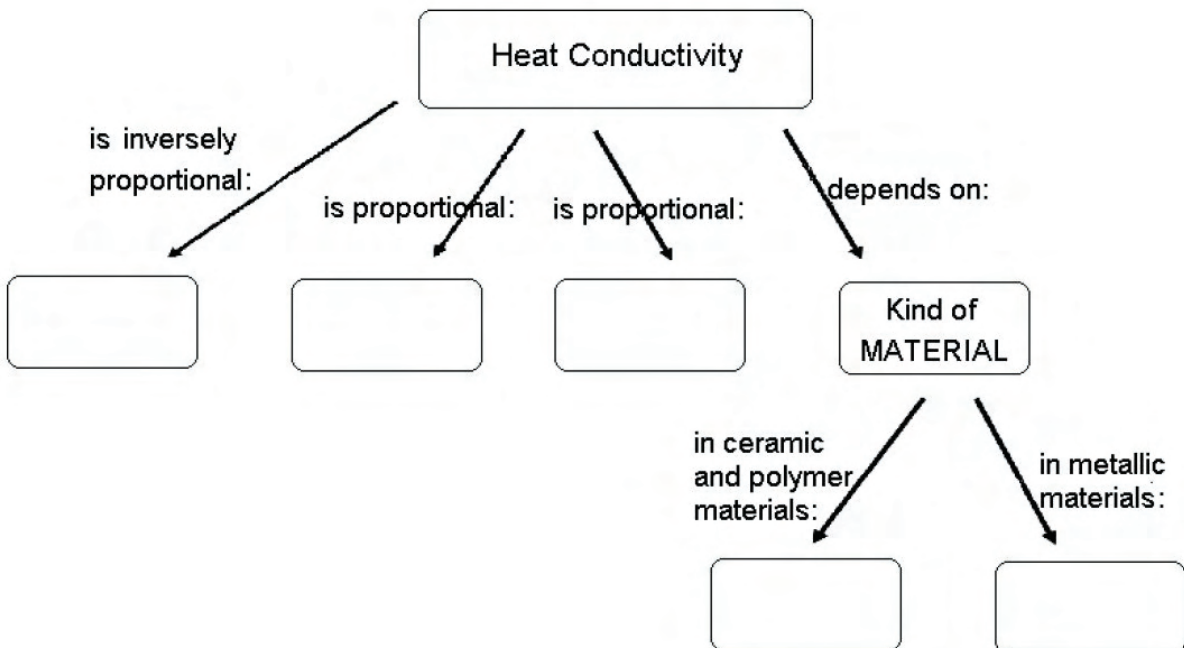 Heat Conductivity
is inversely
proportional:
is proportional:
is proportional:
depends on:
Kind of
MATERIAL
in ceramic
and polymer
materials:
in metallic
materials: